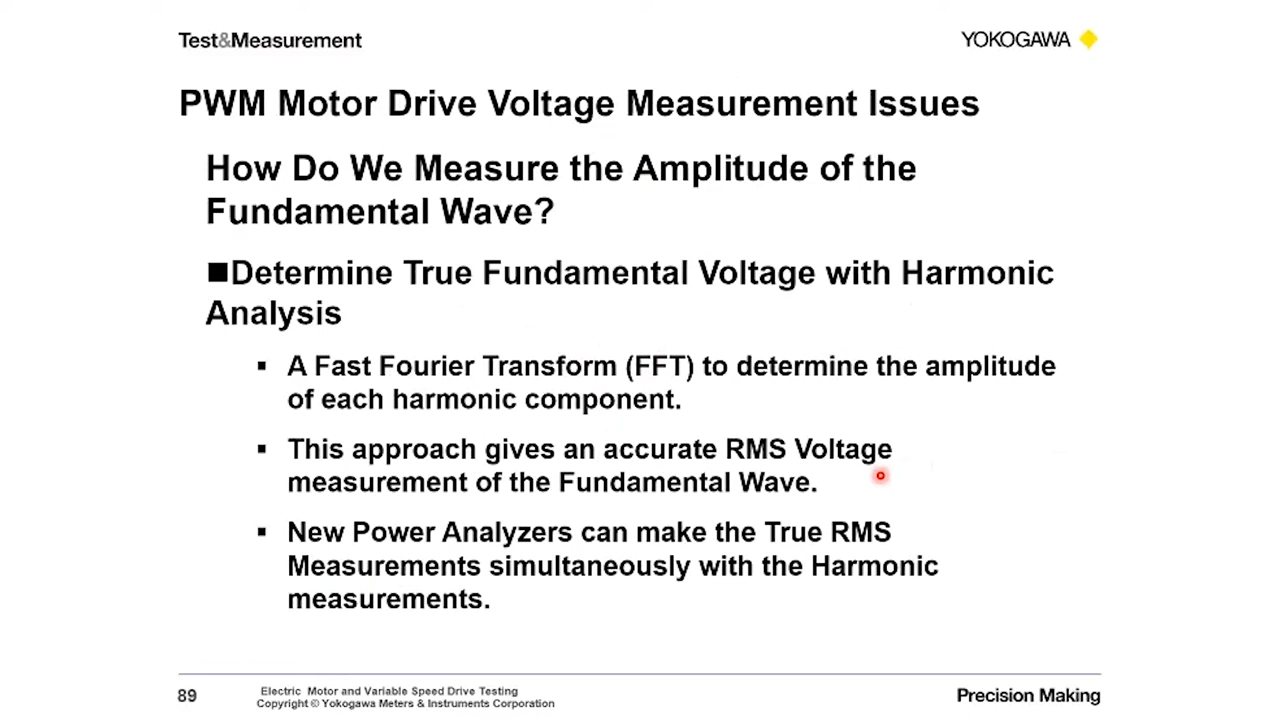 Test&Measurement
YOKOGAWA
PWM Motor Drive Voltage Measurement Issues
How Do We Measure the Amplitude of the
Fundamental Wave?
■Determine True Fundamental Voltage with Harmonic
Analysis
▪ A Fast Fourier Transform (FFT) to determine the amplitude
of each harmonic component.
▪ This approach gives an accurate RMS Voltage
measurement of the Fundamental Wave.
▪ New Power Analyzers can make the True RMS
Measurements simultaneously with the Harmonic
measurements.
89
Electric Motor and Variable Speed Drive Testing
Copyright © Yokogawa Meters & Instruments Corporation
Precision Making